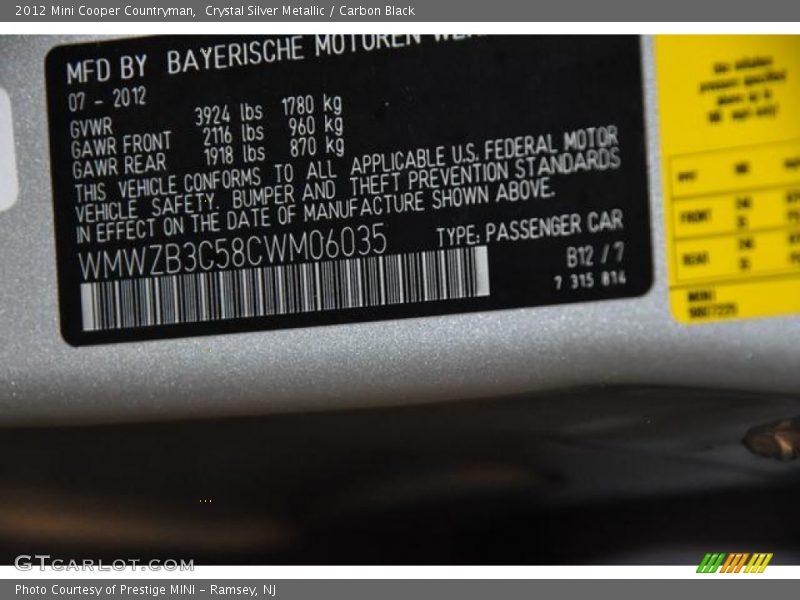 2012 Mini Cooper Countryman,  Crystal Silver Metallic / Carbon Black
MFD BY BAYERISCHE MOTOREN
07 - 2012
GVWR 3924 lbs 1780 kg
GAWR FRONT 2116 lbs 960 kg
GAWR REAR 1918 lbs 870 kg
THIS VEHICLE CONFORMS TO ALL APPLICABLE U.S. FEDERAL MOTOR
VEHICLE SAFETY. BUMPER AND THEFT PREVENTION STANDARDS
IN EFFECT ON THE DATE OF MANUFACTURE SHOWN ABOVE.
WMWZB3C58CWM06035 TYPE: PASSENGER CAR
B12 / 7
7 315 814
FRONT
REAR
MINI
GTCARLOT.COM
Photo Courtesy of Prestige MINI – Ramsey, NJ